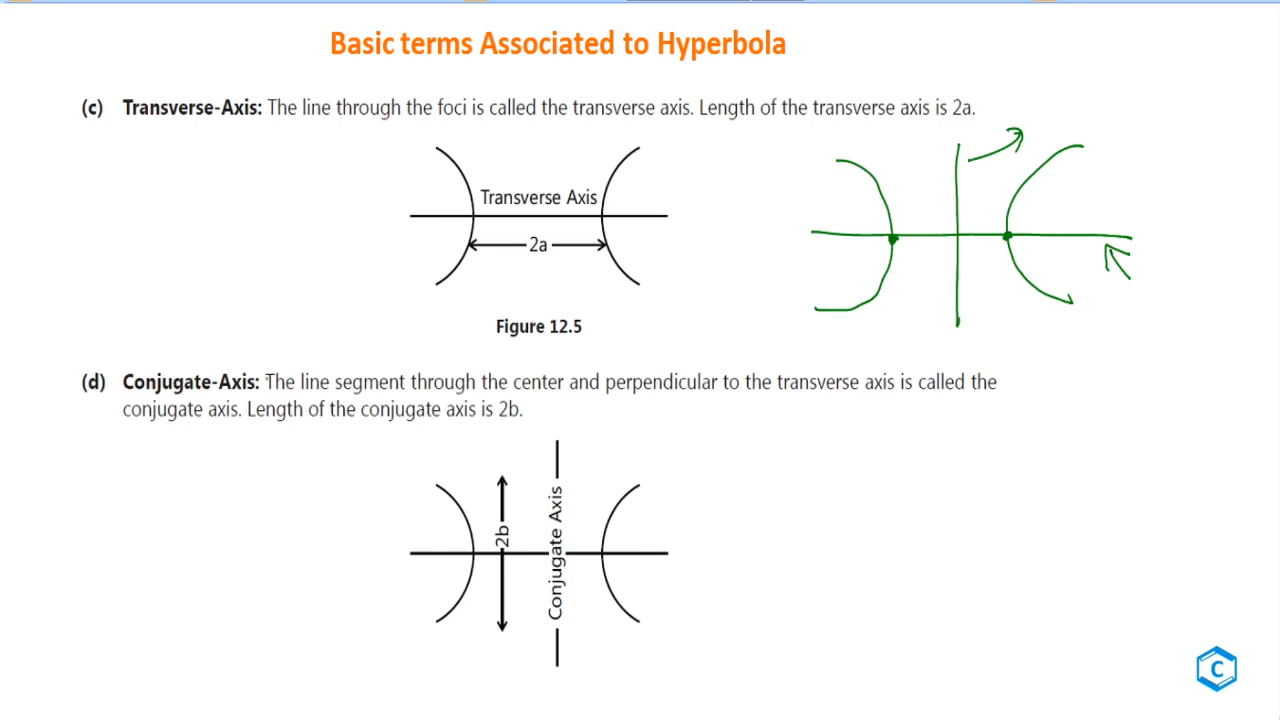 Basic terms Associated to Hyperbola
(c) Transverse-Axis: The line through the foci is called the transverse axis. Length of the transverse axis is 2a.
Transverse Axis
2a
Figure 12.5
(d) Conjugate-Axis: The line segment through the center and perpendicular to the transverse axis is called the
conjugate axis. Length of the conjugate axis is 2b.
2b
Conjugate Axis
C